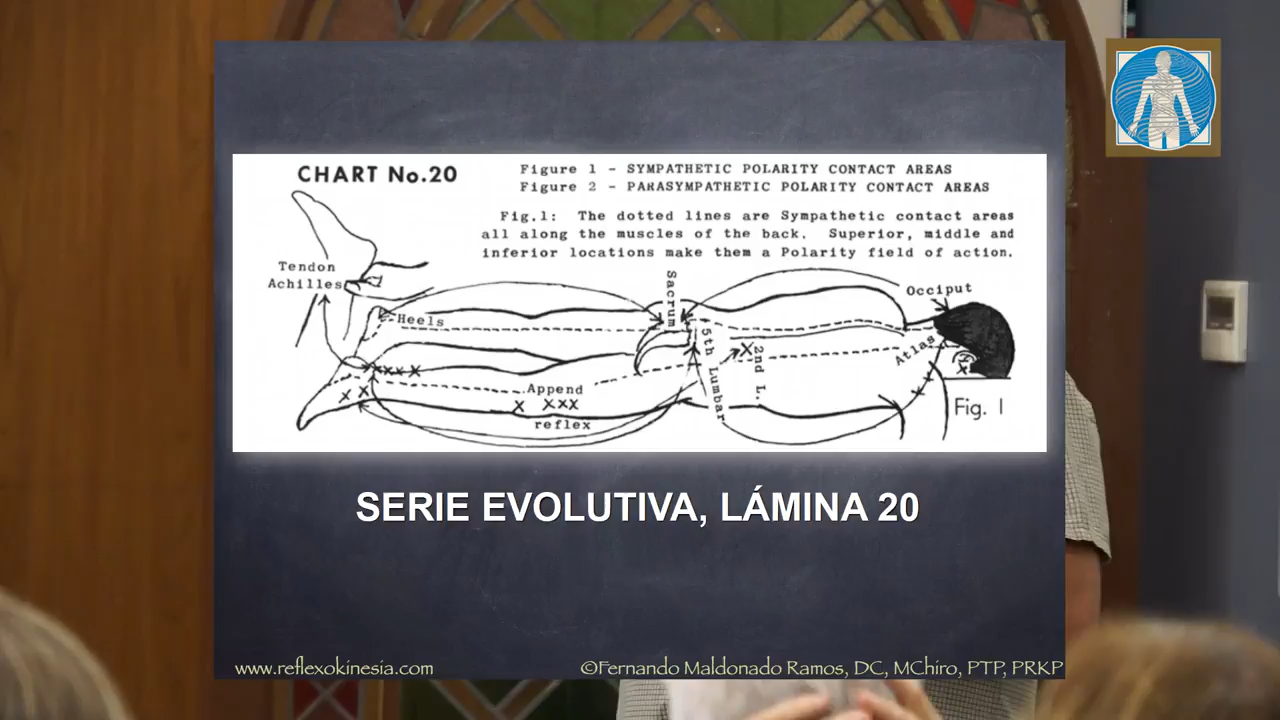 CHART No.20
Figure 1 - SYMPATHETIC POLARITY CONTACT AREAS
Figure 2 - PARASYMPATHETIC POLARITY CONTACT AREAS
Fig.1: The dotted lines are Sympathetic contact areas
all along the muscles of the back. Superior, middle and
inferior locations make them a Polarity field of action.
Tendon
Achilles
Heels
Sacrum
Occiput
5th Lumbar
2nd L.
Atlas
Append
X XXX
reflex
Fig. 1
SERIE EVOLUTIVA, LÁMINA 20
www.reflexokinesia.com
©Fernando Maldonado Ramos, DC, MChiro, PTP, PRKP